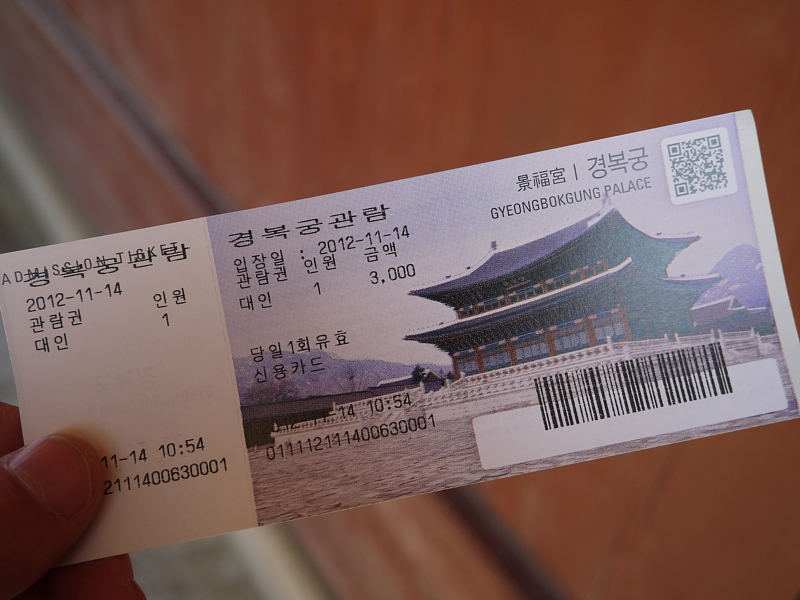 ADMISSION TICKET
경복궁관람
2012-11-14
관람권 인원
대인 1
11-14 10:54
2111400630001
경복궁관람
입장일 : 2012-11-14
관람권 인원 금액
대인 1 3,000
당일1회유효
신용카드
14 10:54
011112111400630001
景福宮 | 경복궁
GYEONGBOKGUNG PALACE